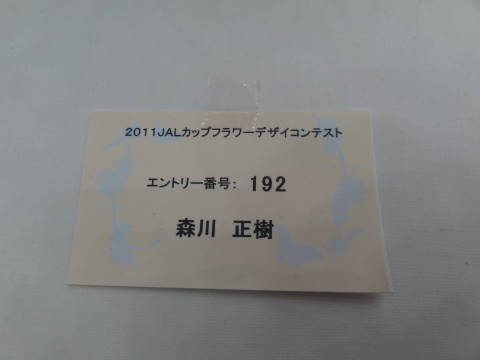 2011JALカップフラワーデザイコンテスト
エントリー番号: 192
森川 正樹